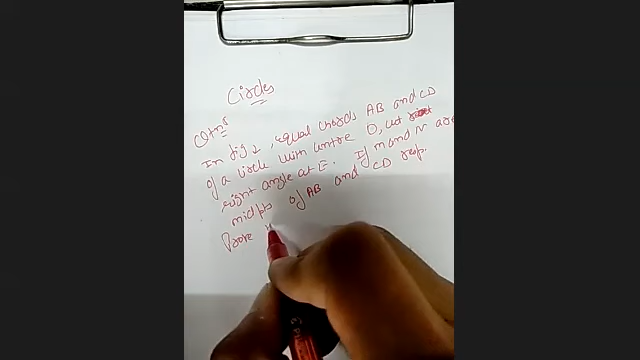 Circles
Qtn:s
In fig ↓, equal chords AB and CD
of a circle with centre O, cut
right angle at E. If M and N are
midpts of AB and CD resp.
Prove